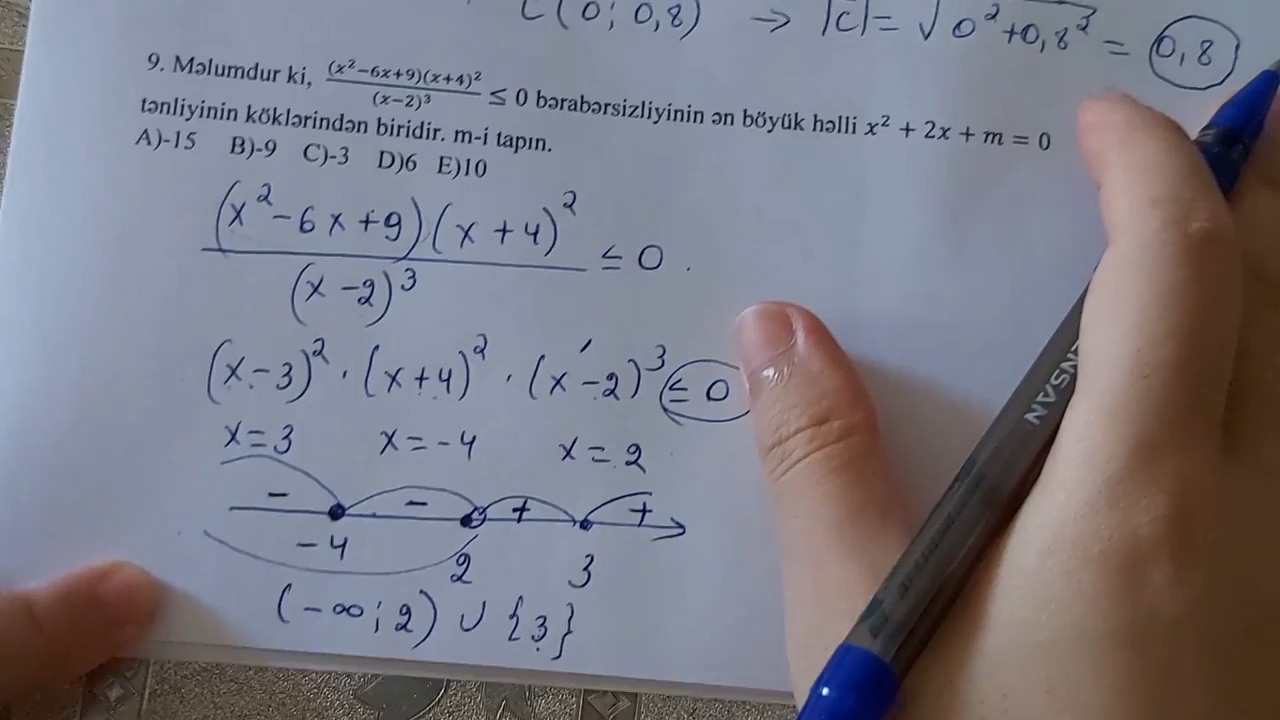 C(0; 0,8) → |C| = √0²+0,8² = 0,8
9. Məlumdur ki, (x²−6x+9)(x+4)²/(x−2)³ ≤ 0 bərabərsizliyinin ən böyük həlli x² + 2x + m = 0
tənliyinin köklərindən biridir. m-i tapın.
A)-15 B)-9 C)-3 D)6 E)10
(x²-6x+9)(x+4)²/(x-2)³ ≤ 0.
(x-3)² · (x+4)² · (x-2)³ ≤ 0
x=3 x=-4 x=2
- - + +
-4 2 3
(-∞; 2) ∪ {3}
ENSAN